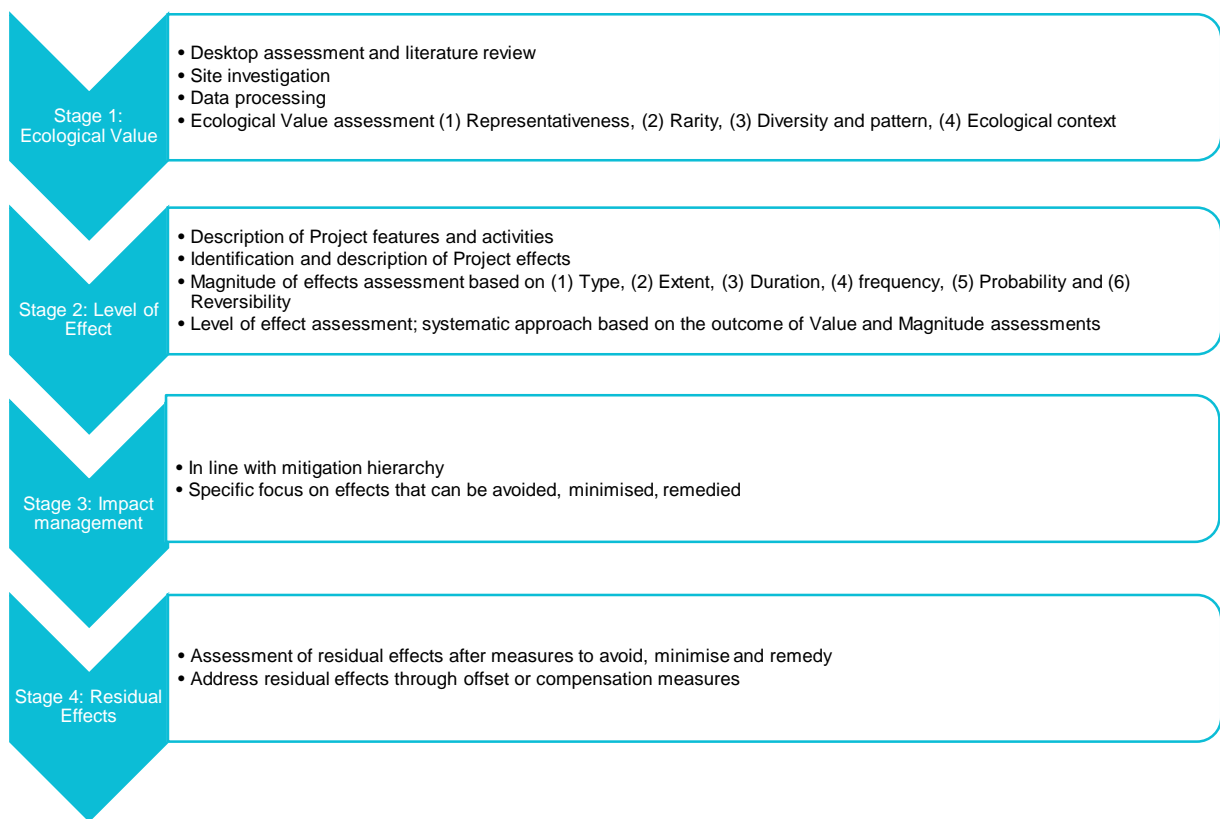 Stage 1:
Ecological Value
• Desktop assessment and literature review
• Site investigation
• Data processing
• Ecological Value assessment (1) Representativeness, (2) Rarity, (3) Diversity and pattern, (4) Ecological context
Stage 2: Level of
Effect
• Description of Project features and activities
• Identification and description of Project effects
• Magnitude of effects assessment based on (1) Type, (2) Extent, (3) Duration, (4) frequency, (5) Probability and (6)
Reversibility
• Level of effect assessment; systematic approach based on the outcome of Value and Magnitude assessments
Stage 3: Impact
management
• In line with mitigation hierarchy
• Specific focus on effects that can be avoided, minimised, remedied
Stage 4: Residual
Effects
• Assessment of residual effects after measures to avoid, minimise and remedy
• Address residual effects through offset or compensation measures